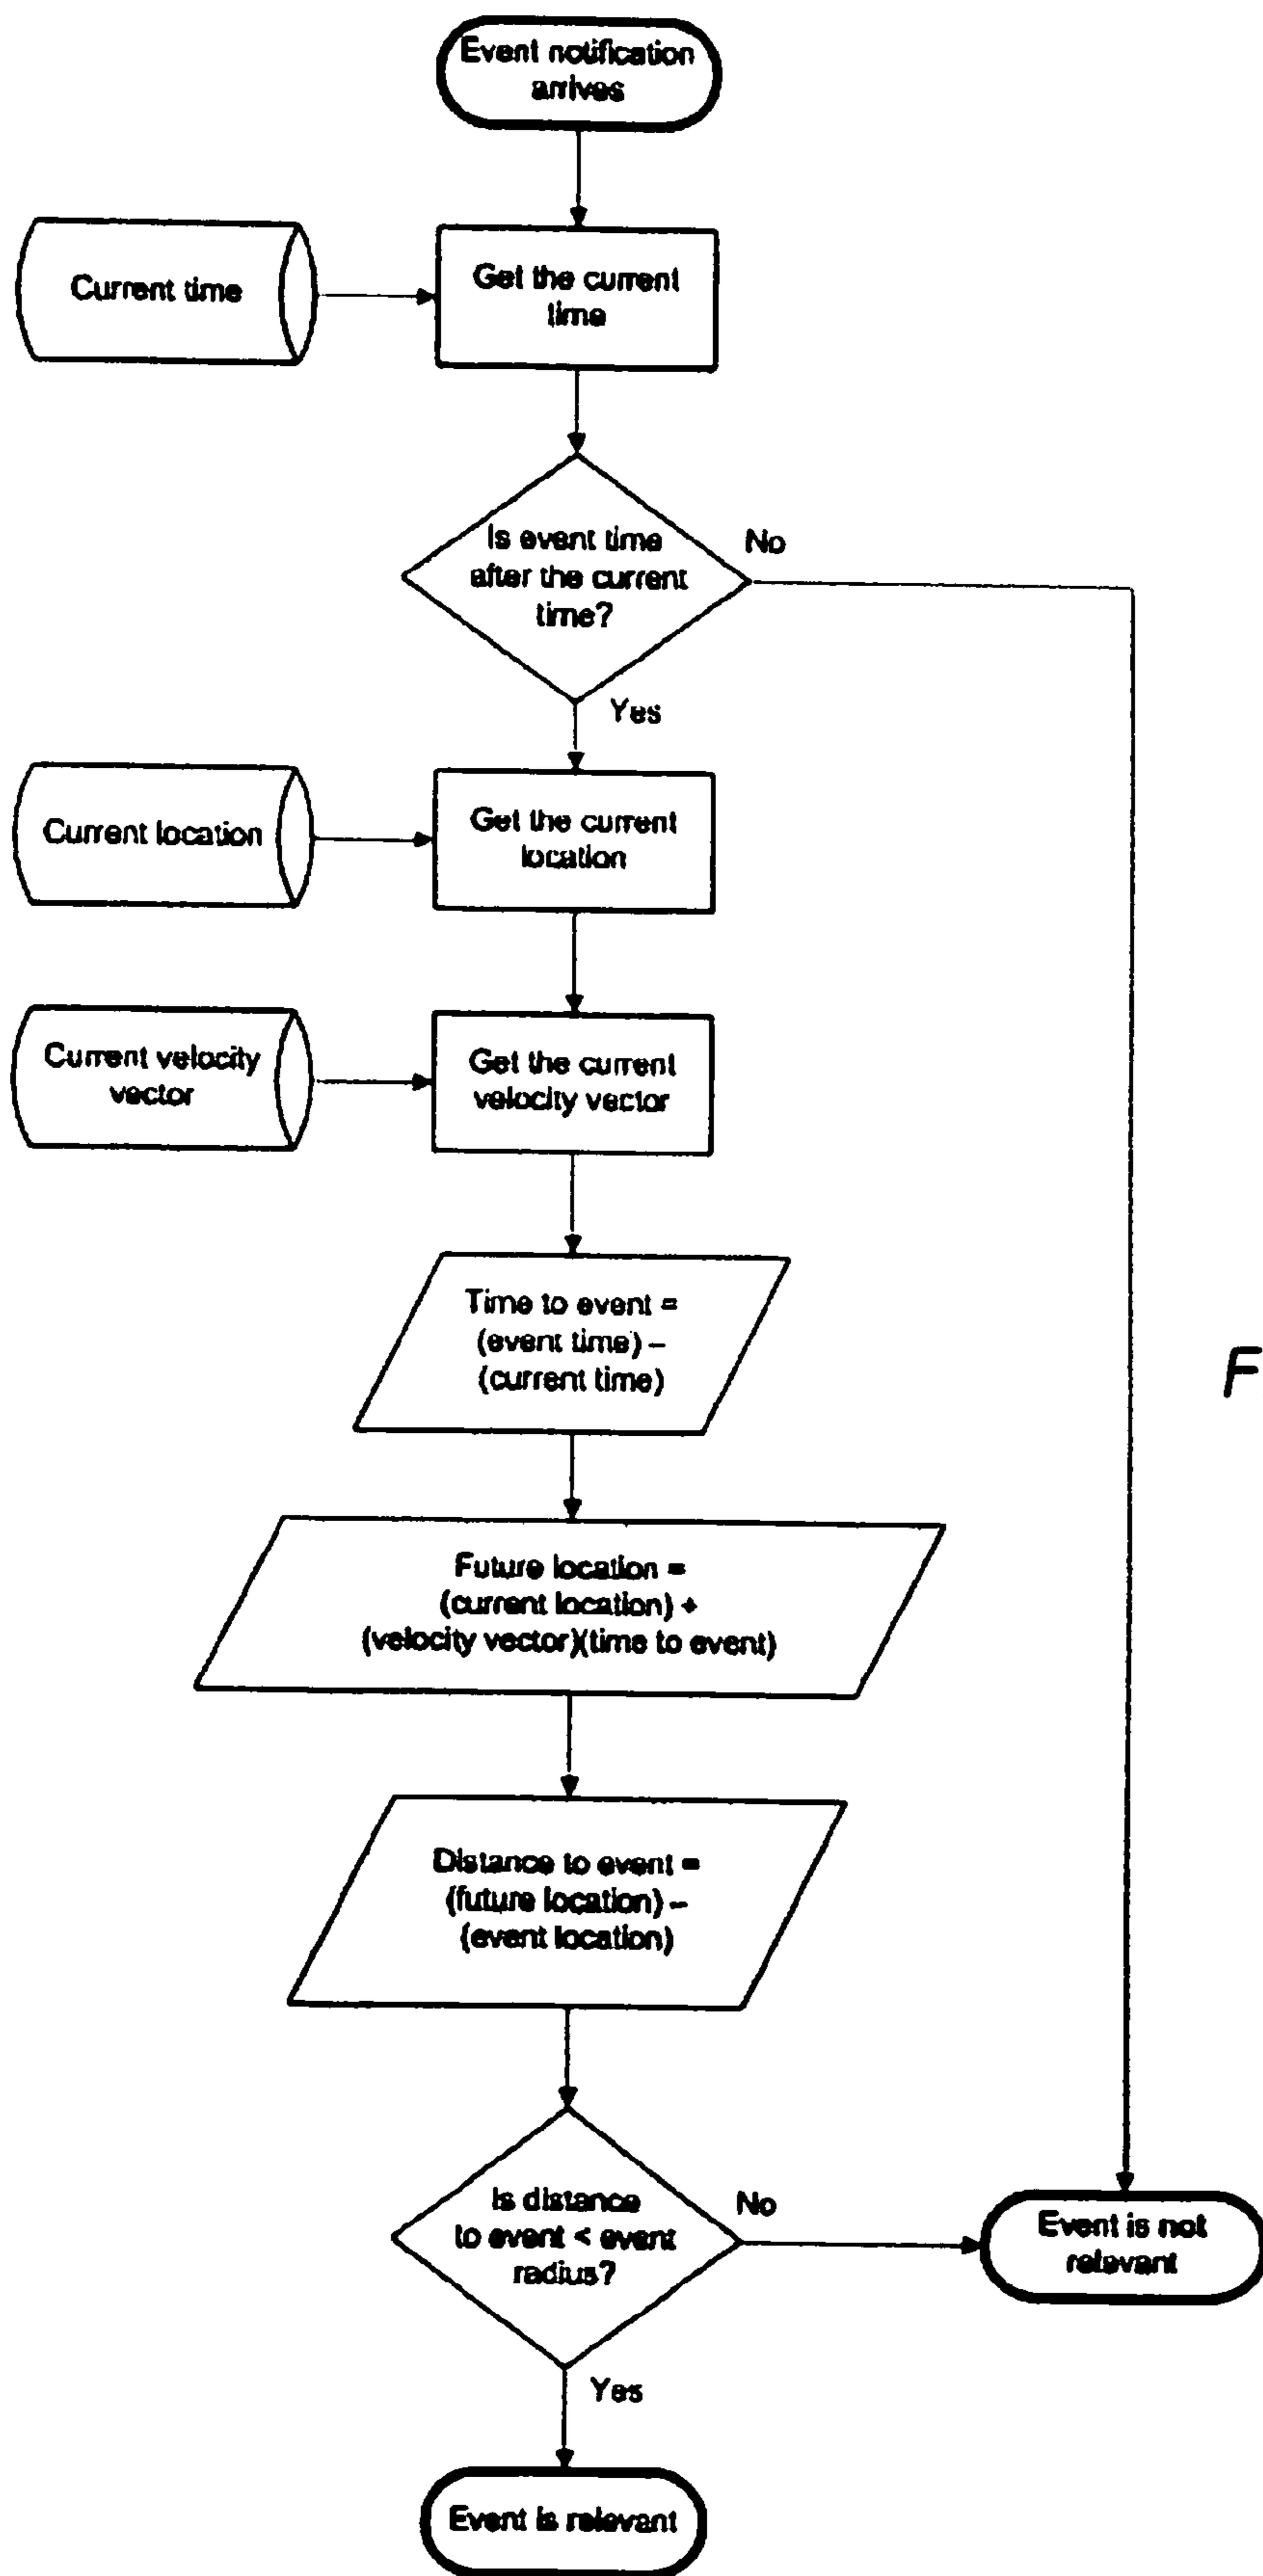 Event notification
arrives
Current time
Get the current
time
Is event time
after the current
time?
No
Yes
Current location
Get the current
location
Current velocity
vector
Get the current
velocity vector
Time to event =
(event time) –
(current time)
F
Future location =
(current location) +
(velocity vector)(time to event)
Distance to event =
(future location) –
(event location)
Is distance
to event < event
radius?
No
Event is not
relevant
Yes
Event is relevant